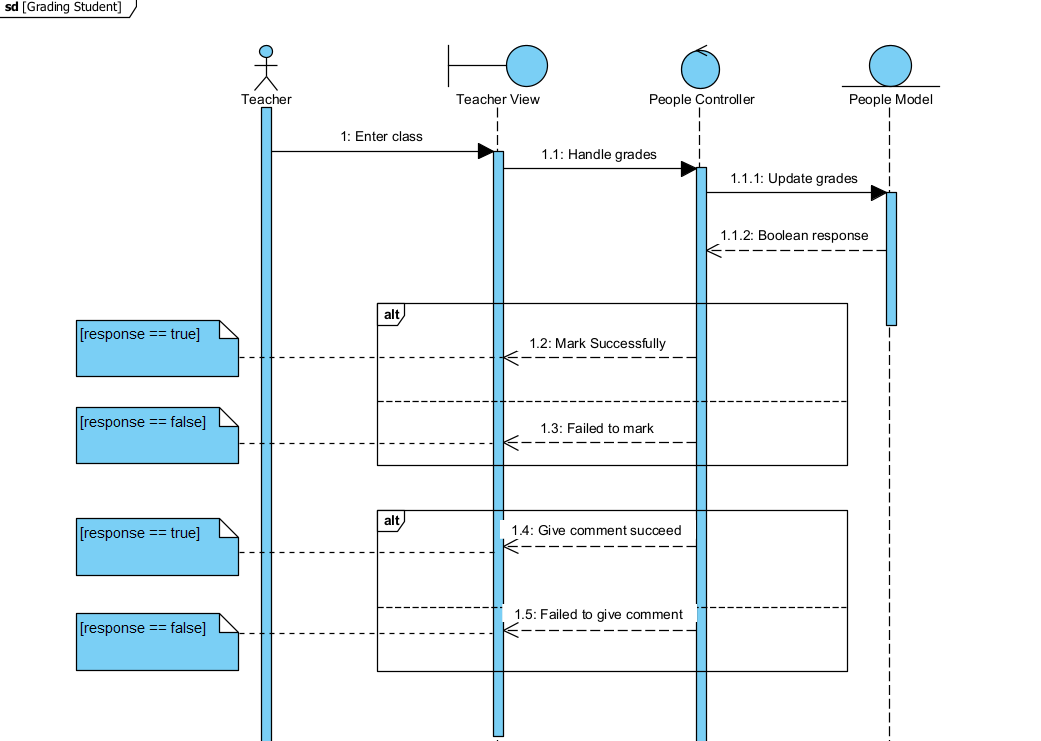 sd [Grading Student]
Teacher
Teacher View
People Controller
People Model
1: Enter class
1.1: Handle grades
1.1.1: Update grades
1.1.2: Boolean response
alt
[response == true]
1.2: Mark Successfully
[response == false]
1.3: Failed to mark
alt
[response == true]
1.4: Give comment succeed
[response == false]
1.5: Failed to give comment